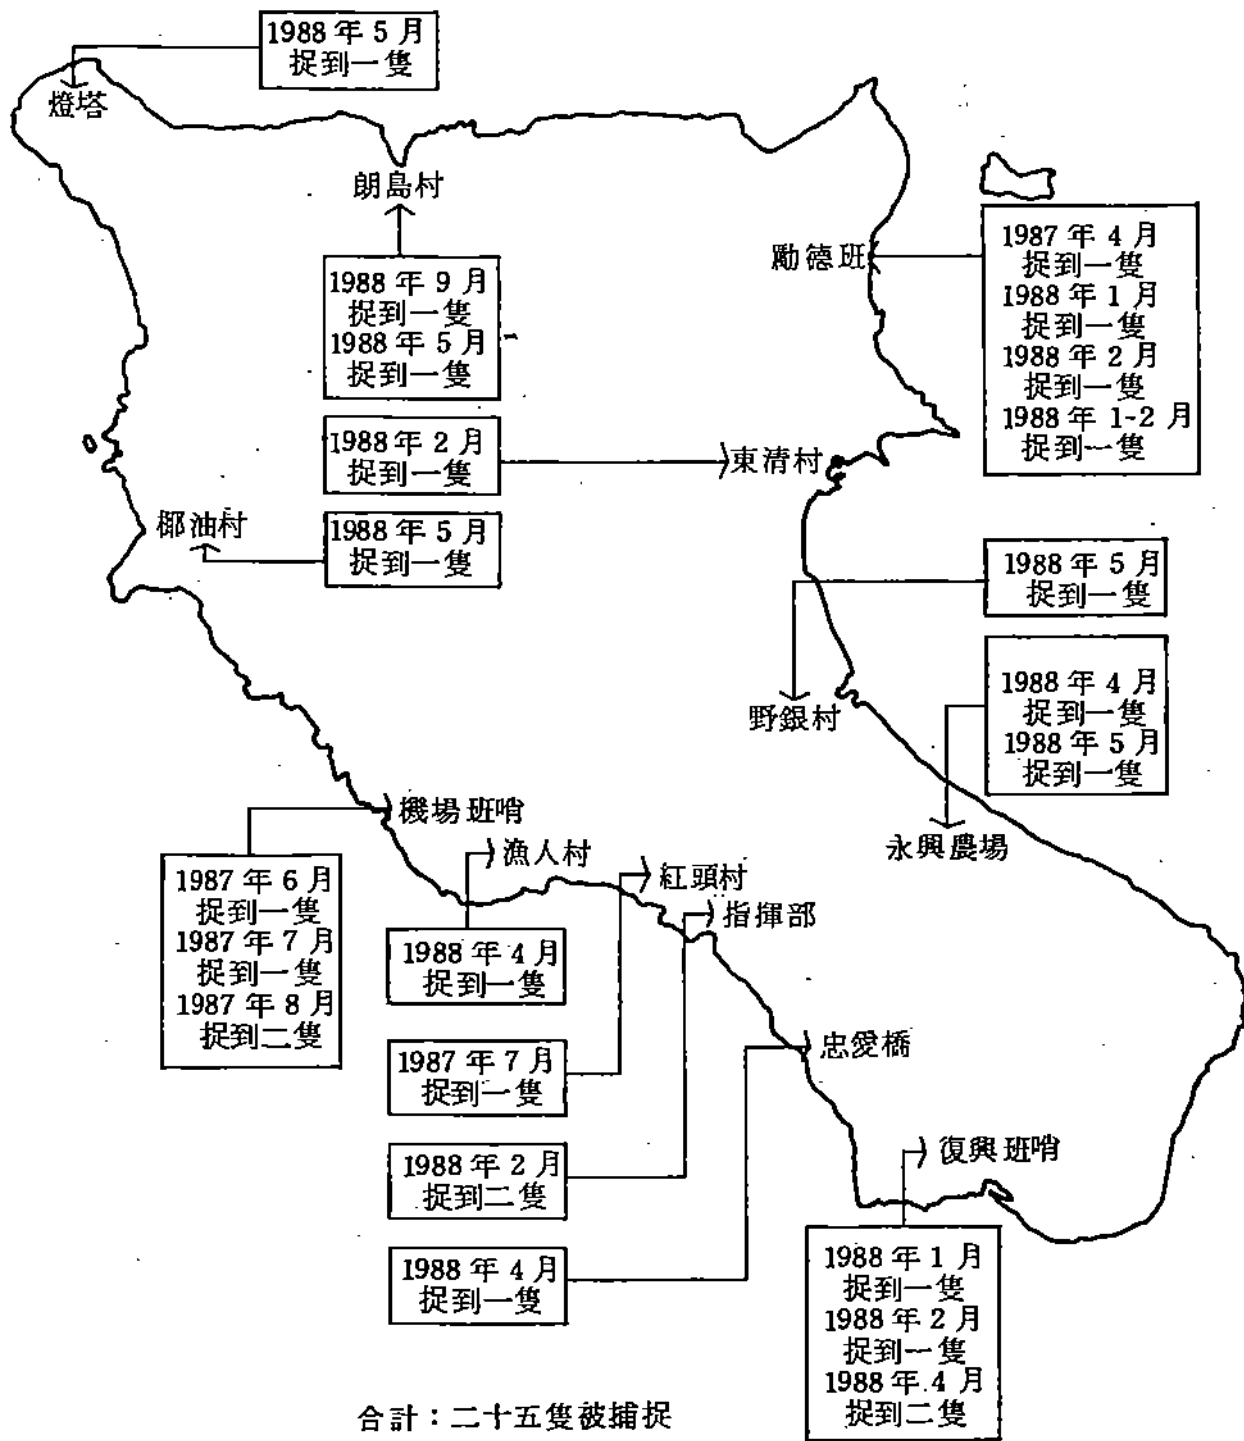 1988 年 5 月
捉到一隻
燈塔
朗島村
1988 年 9 月
捉到一隻
1988 年 5 月
捉到一隻
勵德班
1987 年 4 月
捉到一隻
1988 年 1 月
捉到一隻
1988 年 2 月
捉到一隻
1988 年 1-2 月
捉到一隻
1988 年 2 月
捉到一隻
東清村
椰油村
1988 年 5 月
捉到一隻
1988 年 5 月
捉到一隻
野銀村
1988 年 4 月
捉到一隻
1988 年 5 月
捉到一隻
永興農場
機場班哨
1987 年 6 月
捉到一隻
1987 年 7 月
捉到一隻
1987 年 8 月
捉到二隻
漁人村
1988 年 4 月
捉到一隻
紅頭村
1987 年 7 月
捉到一隻
指揮部
1988 年 2 月
捉到二隻
忠愛橋
1988 年 4 月
捉到一隻
復興班哨
1988 年 1 月
捉到一隻
1988 年 2 月
捉到一隻
1988 年 4 月
捉到二隻
合計：二十五隻被捕捉